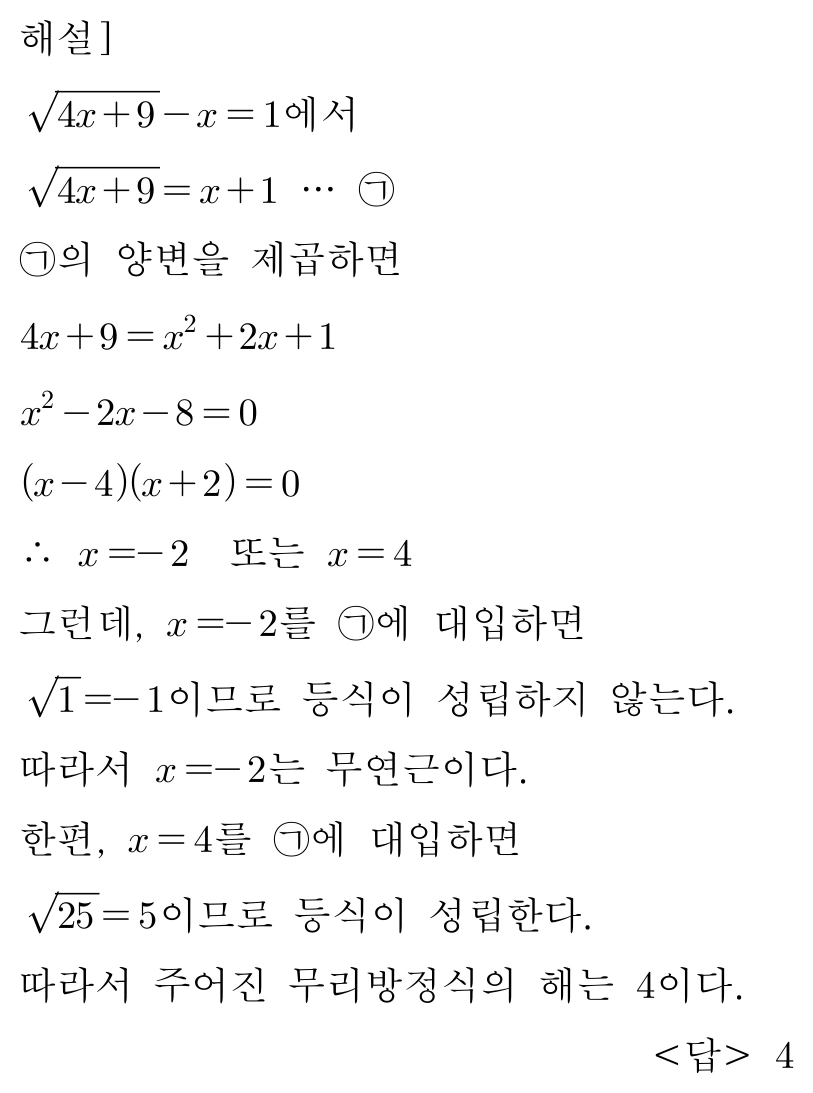 해설]
√(4x+9)−x=1에서
√(4x+9)=x+1 ⋯ ㉠
㉠의 양변을 제곱하면
4x+9=x²+2x+1
x²−2x−8=0
(x−4)(x+2)=0
∴ x=−2 또는 x=4
그런데, x=−2를 ㉠에 대입하면
√1=−1이므로 등식이 성립하지 않는다.
따라서 x=−2는 무연근이다.
한편, x=4를 ㉠에 대입하면
√25=5이므로 등식이 성립한다.
따라서 주어진 무리방정식의 해는 4이다.
<답> 4